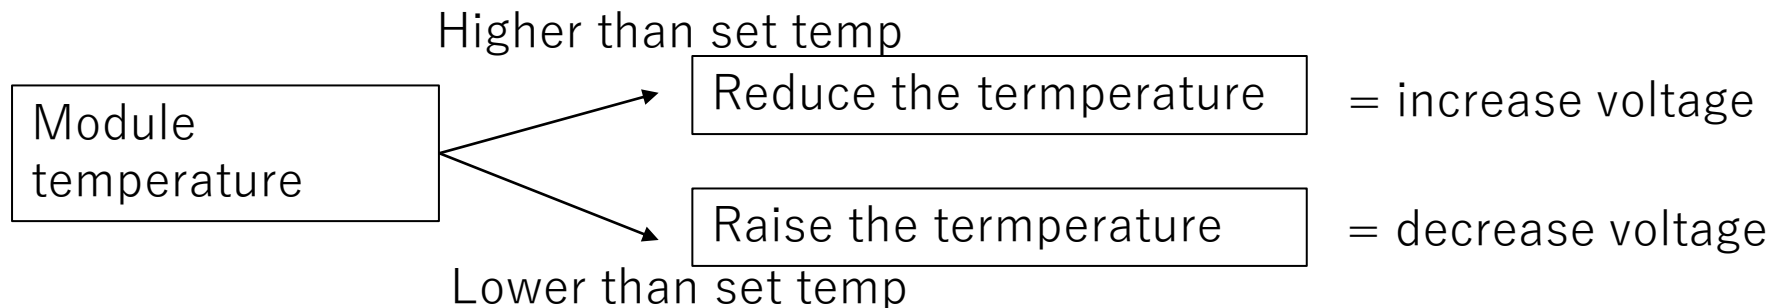 Higher than set temp
Module
temperature
Reduce the termperature
= increase voltage
Raise the termperature
= decrease voltage
Lower than set temp